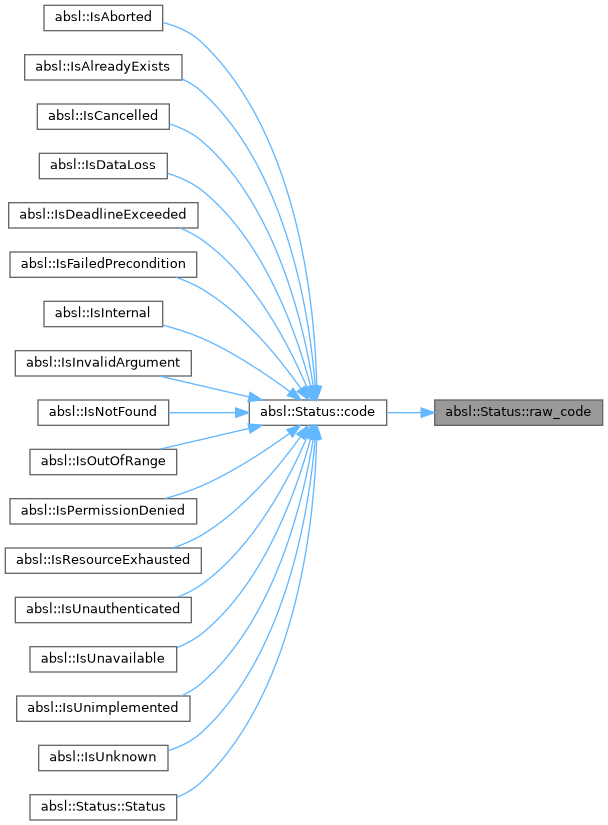 absl::IsAborted
absl::IsAlreadyExists
absl::IsCancelled
absl::IsDataLoss
absl::IsDeadlineExceeded
absl::IsFailedPrecondition
absl::IsInternal
absl::IsInvalidArgument
absl::IsNotFound
absl::Status::code
absl::Status::raw_code
absl::IsOutOfRange
absl::IsPermissionDenied
absl::IsResourceExhausted
absl::IsUnauthenticated
absl::IsUnavailable
absl::IsUnimplemented
absl::IsUnknown
absl::Status::Status